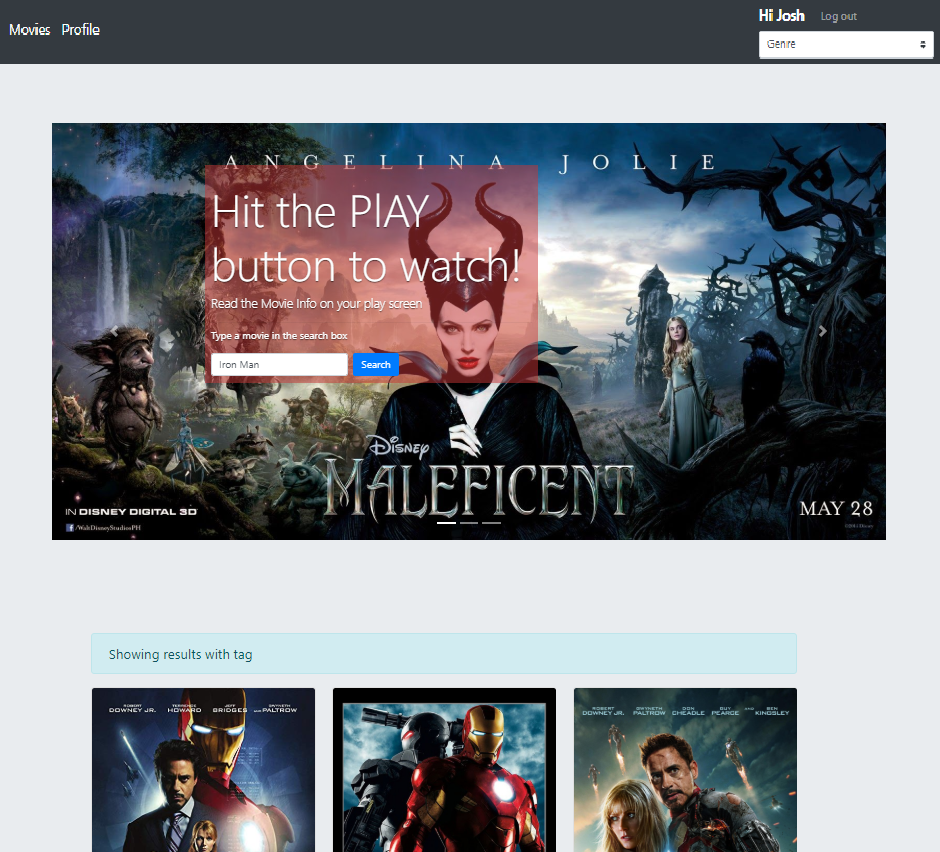 Movies Profile
Hi Josh Log out
Genre
ANGELINA JOLIE
Hit the PlAY
button to watch!
Read the Movie Info on your play screen
Type a movie in the search box
Iron Man Search
Disney
MALEFICENT
IN DISNEY DIGITAL 3D
MAY 28
f /WaltDisneyStudiosPH
Showing results with tag
ROBERT DOWNEY JR. TERRENCE HOWARD JEFF BRIDGES AND GWYNETH PALTROW
ROBERT DOWNEY JR. GWYNETH PALTROW DON CHEADLE GUY PEARCE AND BEN KINGSLEY